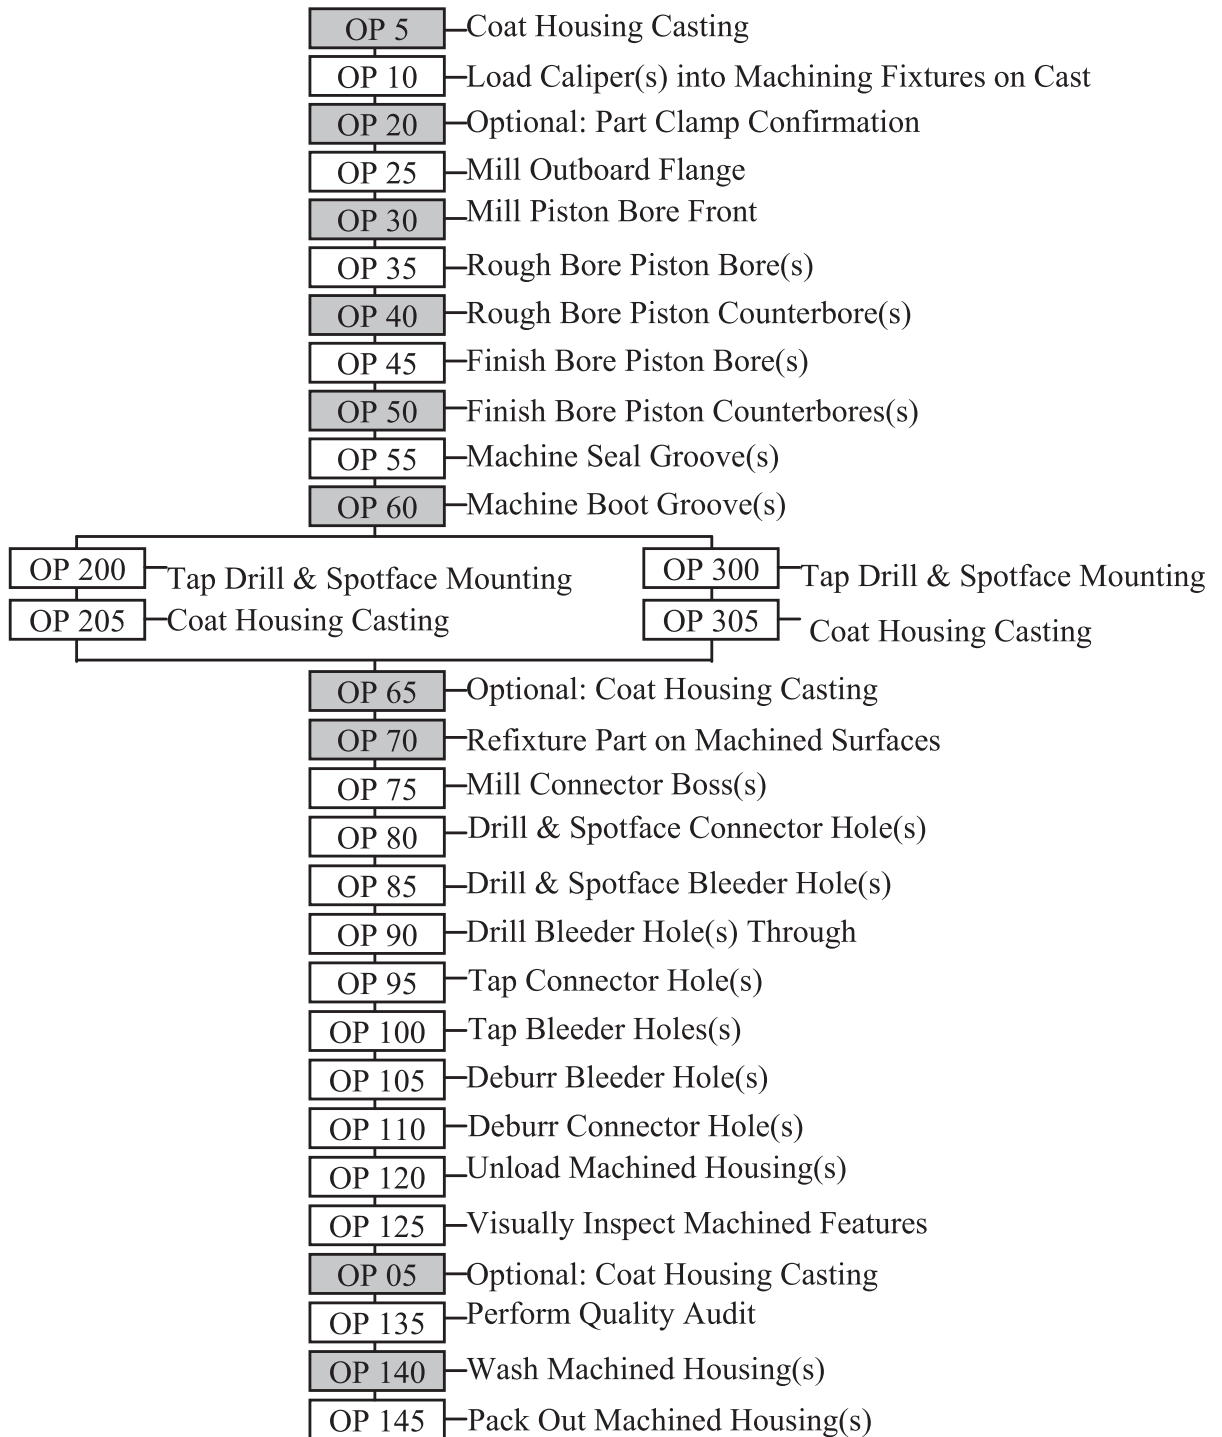 OP 5 Coat Housing Casting
OP 10 Load Caliper(s) into Machining Fixtures on Cast
OP 20 Optional: Part Clamp Confirmation
OP 25 Mill Outboard Flange
OP 30 Mill Piston Bore Front
OP 35 Rough Bore Piston Bore(s)
OP 40 Rough Bore Piston Counterbore(s)
OP 45 Finish Bore Piston Bore(s)
OP 50 Finish Bore Piston Counterbores(s)
OP 55 Machine Seal Groove(s)
OP 60 Machine Boot Groove(s)
OP 200 Tap Drill & Spotface Mounting
OP 205 Coat Housing Casting
OP 300 Tap Drill & Spotface Mounting
OP 305 Coat Housing Casting
OP 65 Optional: Coat Housing Casting
OP 70 Refixture Part on Machined Surfaces
OP 75 Mill Connector Boss(s)
OP 80 Drill & Spotface Connector Hole(s)
OP 85 Drill & Spotface Bleeder Hole(s)
OP 90 Drill Bleeder Hole(s) Through
OP 95 Tap Connector Hole(s)
OP 100 Tap Bleeder Holes(s)
OP 105 Deburr Bleeder Hole(s)
OP 110 Deburr Connector Hole(s)
OP 120 Unload Machined Housing(s)
OP 125 Visually Inspect Machined Features
OP 05 Optional: Coat Housing Casting
OP 135 Perform Quality Audit
OP 140 Wash Machined Housing(s)
OP 145 Pack Out Machined Housing(s)